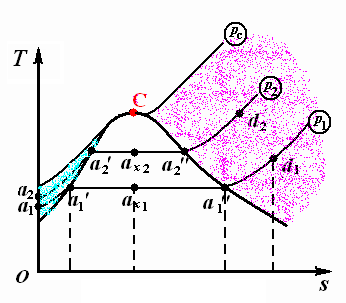 T
p_c
C
p_2
p_1
d_2
a_2' a_x2 a_2'' d_1
a_2
a_1 a_1' a_x1 a_1''
O s